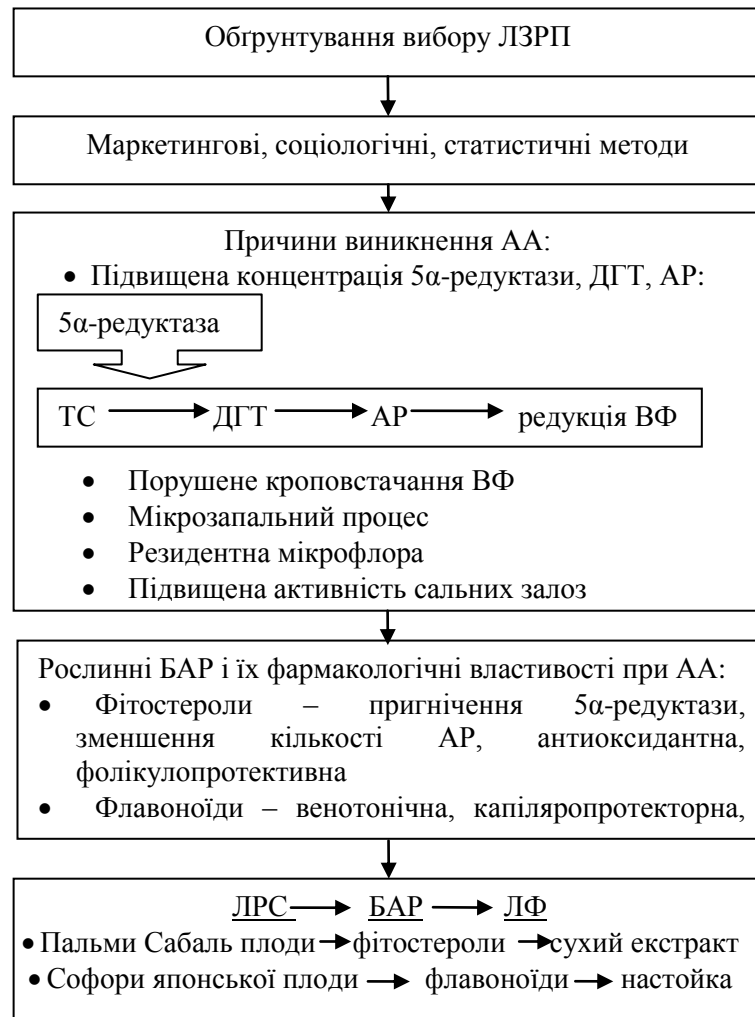 Обґрунтування вибору ЛЗРП
Маркетингові, соціологічні, статистичні методи
Причини виникнення АА:
• Підвищена концентрація 5α-редуктази, ДГТ, АР:
5α-редуктаза
ТС → ДГТ → АР → редукція ВФ
• Порушене кроповстачання ВФ
• Мікрозапальний процес
• Резидентна мікрофлора
• Підвищена активність сальних залоз
Рослинні БАР і їх фармакологічні властивості при АА:
• Фітостероли – пригнічення 5α-редуктази,
зменшення кількості АР, антиоксидантна,
фолікулопротективна
• Флавоноїди – венотонічна, капіляропротекторна,
ЛРС → БАР → ЛФ
• Пальми Сабаль плоди → фітостероли → сухий екстракт
• Софори японської плоди → флавоноїди → настойка